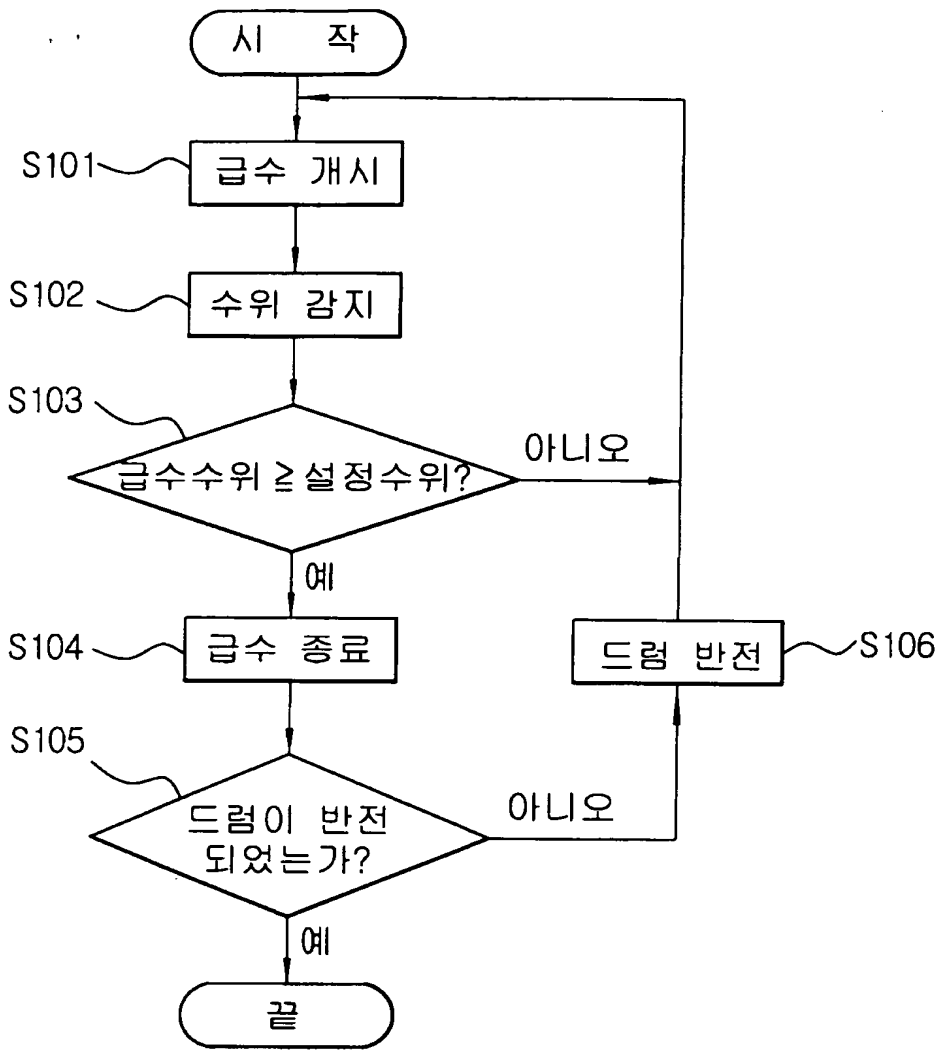 시 작
S101
급수 개시
S102
수위 감지
S103
급수수위 ≧ 설정수위?
아니오
예
S104
급수 종료
드럼 반전
S106
S105
드럼이 반전
되었는가?
아니오
예
끝